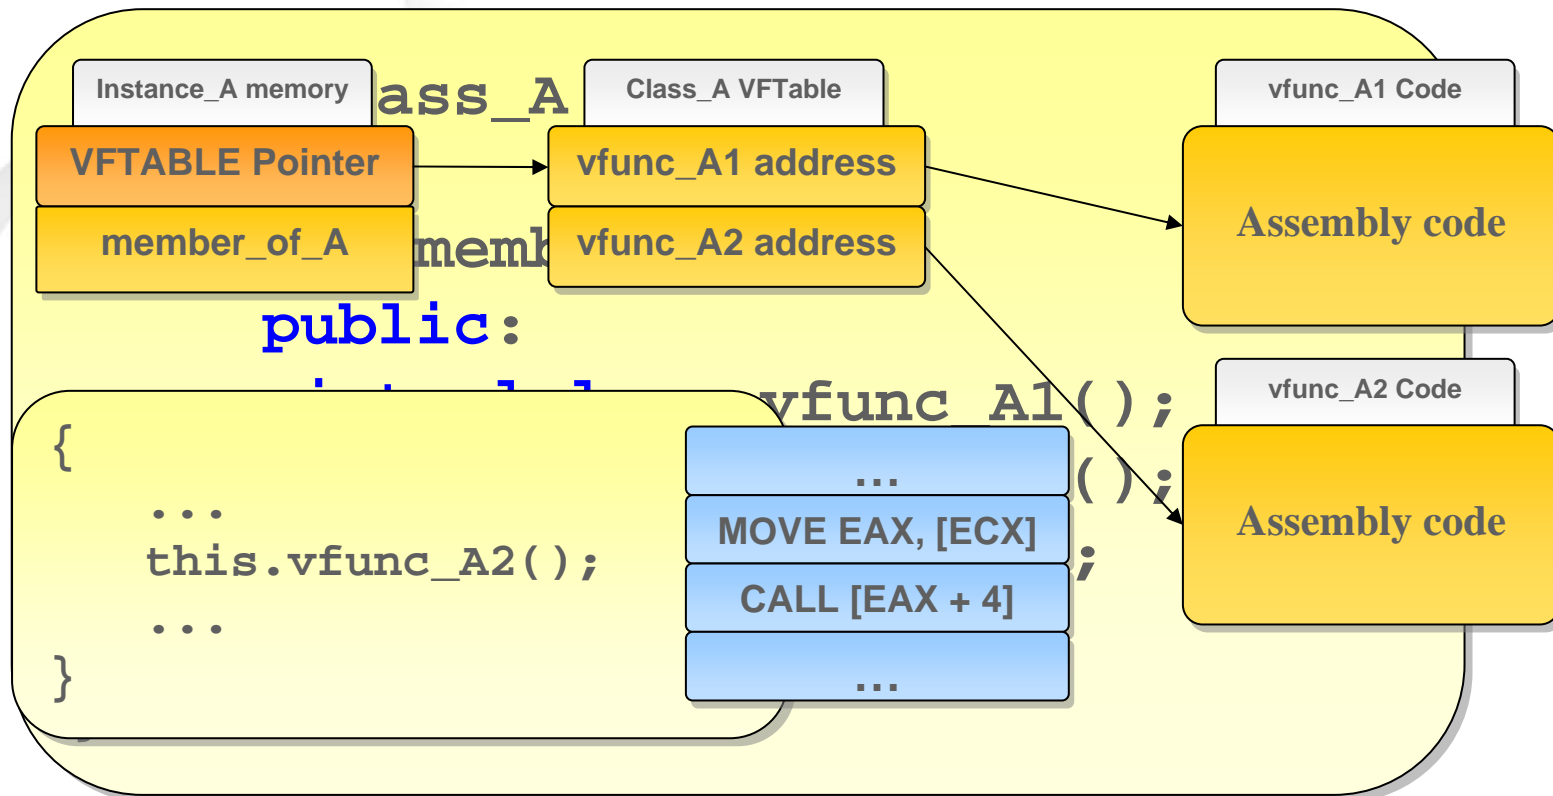 Instance_A memory
ass_A
Class_A VFTable
vfunc_A1 Code
VFTABLE Pointer
vfunc_A1 address
Assembly code
member_of_A
memb
vfunc_A2 address
public:
vfunc_A1();
vfunc_A2 Code
Assembly code
();
;
{
...
this.vfunc_A2();
...
}
…
MOVE EAX, [ECX]
CALL [EAX + 4]
…